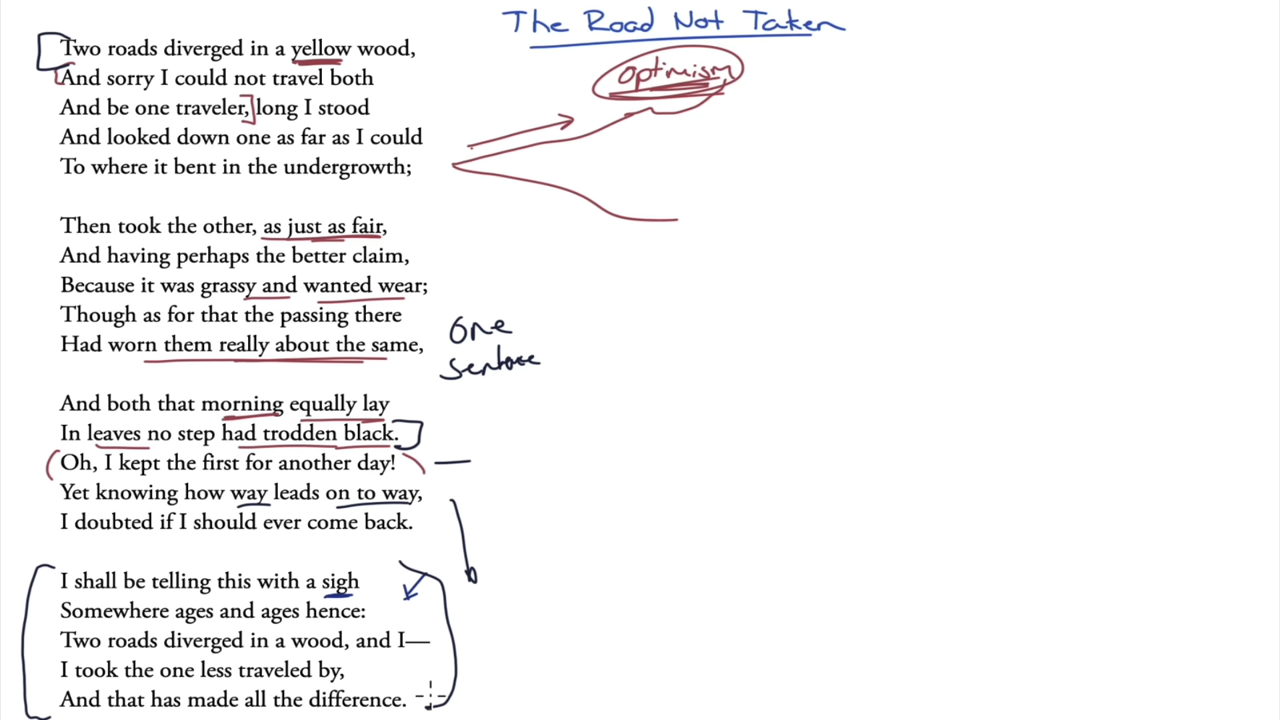 The Road Not Taken
optimism
Two roads diverged in a yellow wood,
And sorry I could not travel both
And be one traveler, long I stood
And looked down one as far as I could
To where it bent in the undergrowth;
Then took the other, as just as fair,
And having perhaps the better claim,
Because it was grassy and wanted wear;
Though as for that the passing there
Had worn them really about the same,
one
sentence
And both that morning equally lay
In leaves no step had trodden black.
Oh, I kept the first for another day!
Yet knowing how way leads on to way,
I doubted if I should ever come back.
I shall be telling this with a sigh
Somewhere ages and ages hence:
Two roads diverged in a wood, and I—
I took the one less traveled by,
And that has made all the difference.